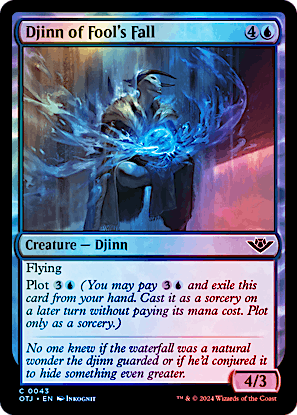 Djinn of Fool's Fall 4
Creature — Djinn
Flying
Plot 3 (You may pay 3 and exile this
card from your hand. Cast it as a sorcery on
a later turn without paying its mana cost. Plot
only as a sorcery.)
No one knew if the waterfall was a natural
wonder the djinn guarded or if he'd conjured it
to hide something even greater.
4/3
C 0043
OTJ • EN Inkognit
™ & © 2024 Wizards of the Coast